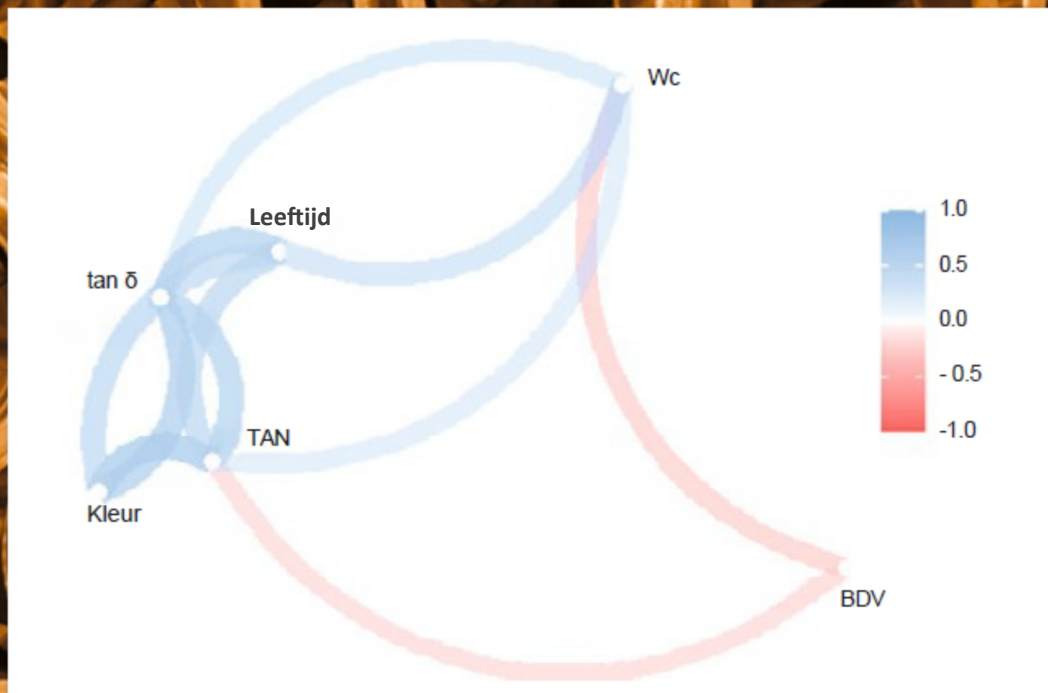 Wc
Leeftijd
tan δ
TAN
Kleur
BDV
1.0
0.5
0.0
- 0.5
-1.0